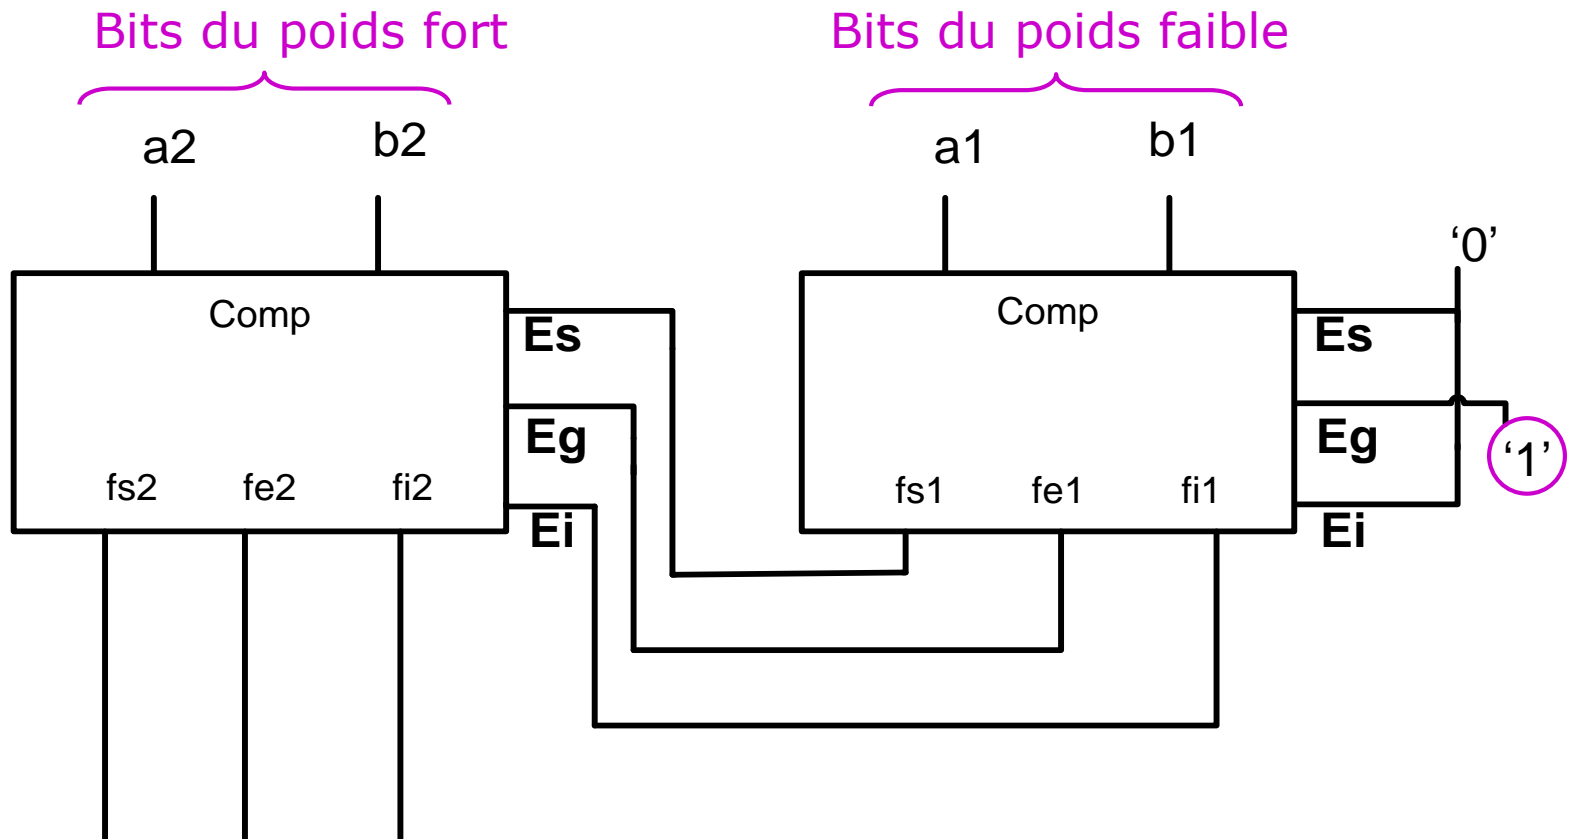 Bits du poids fort Bits du poids faible
a2 b2 a1 b1
‘0’
Comp Comp
Es Es
Eg Eg ‘1’
fs2 fe2 fi2 fs1 fe1 fi1
Ei Ei